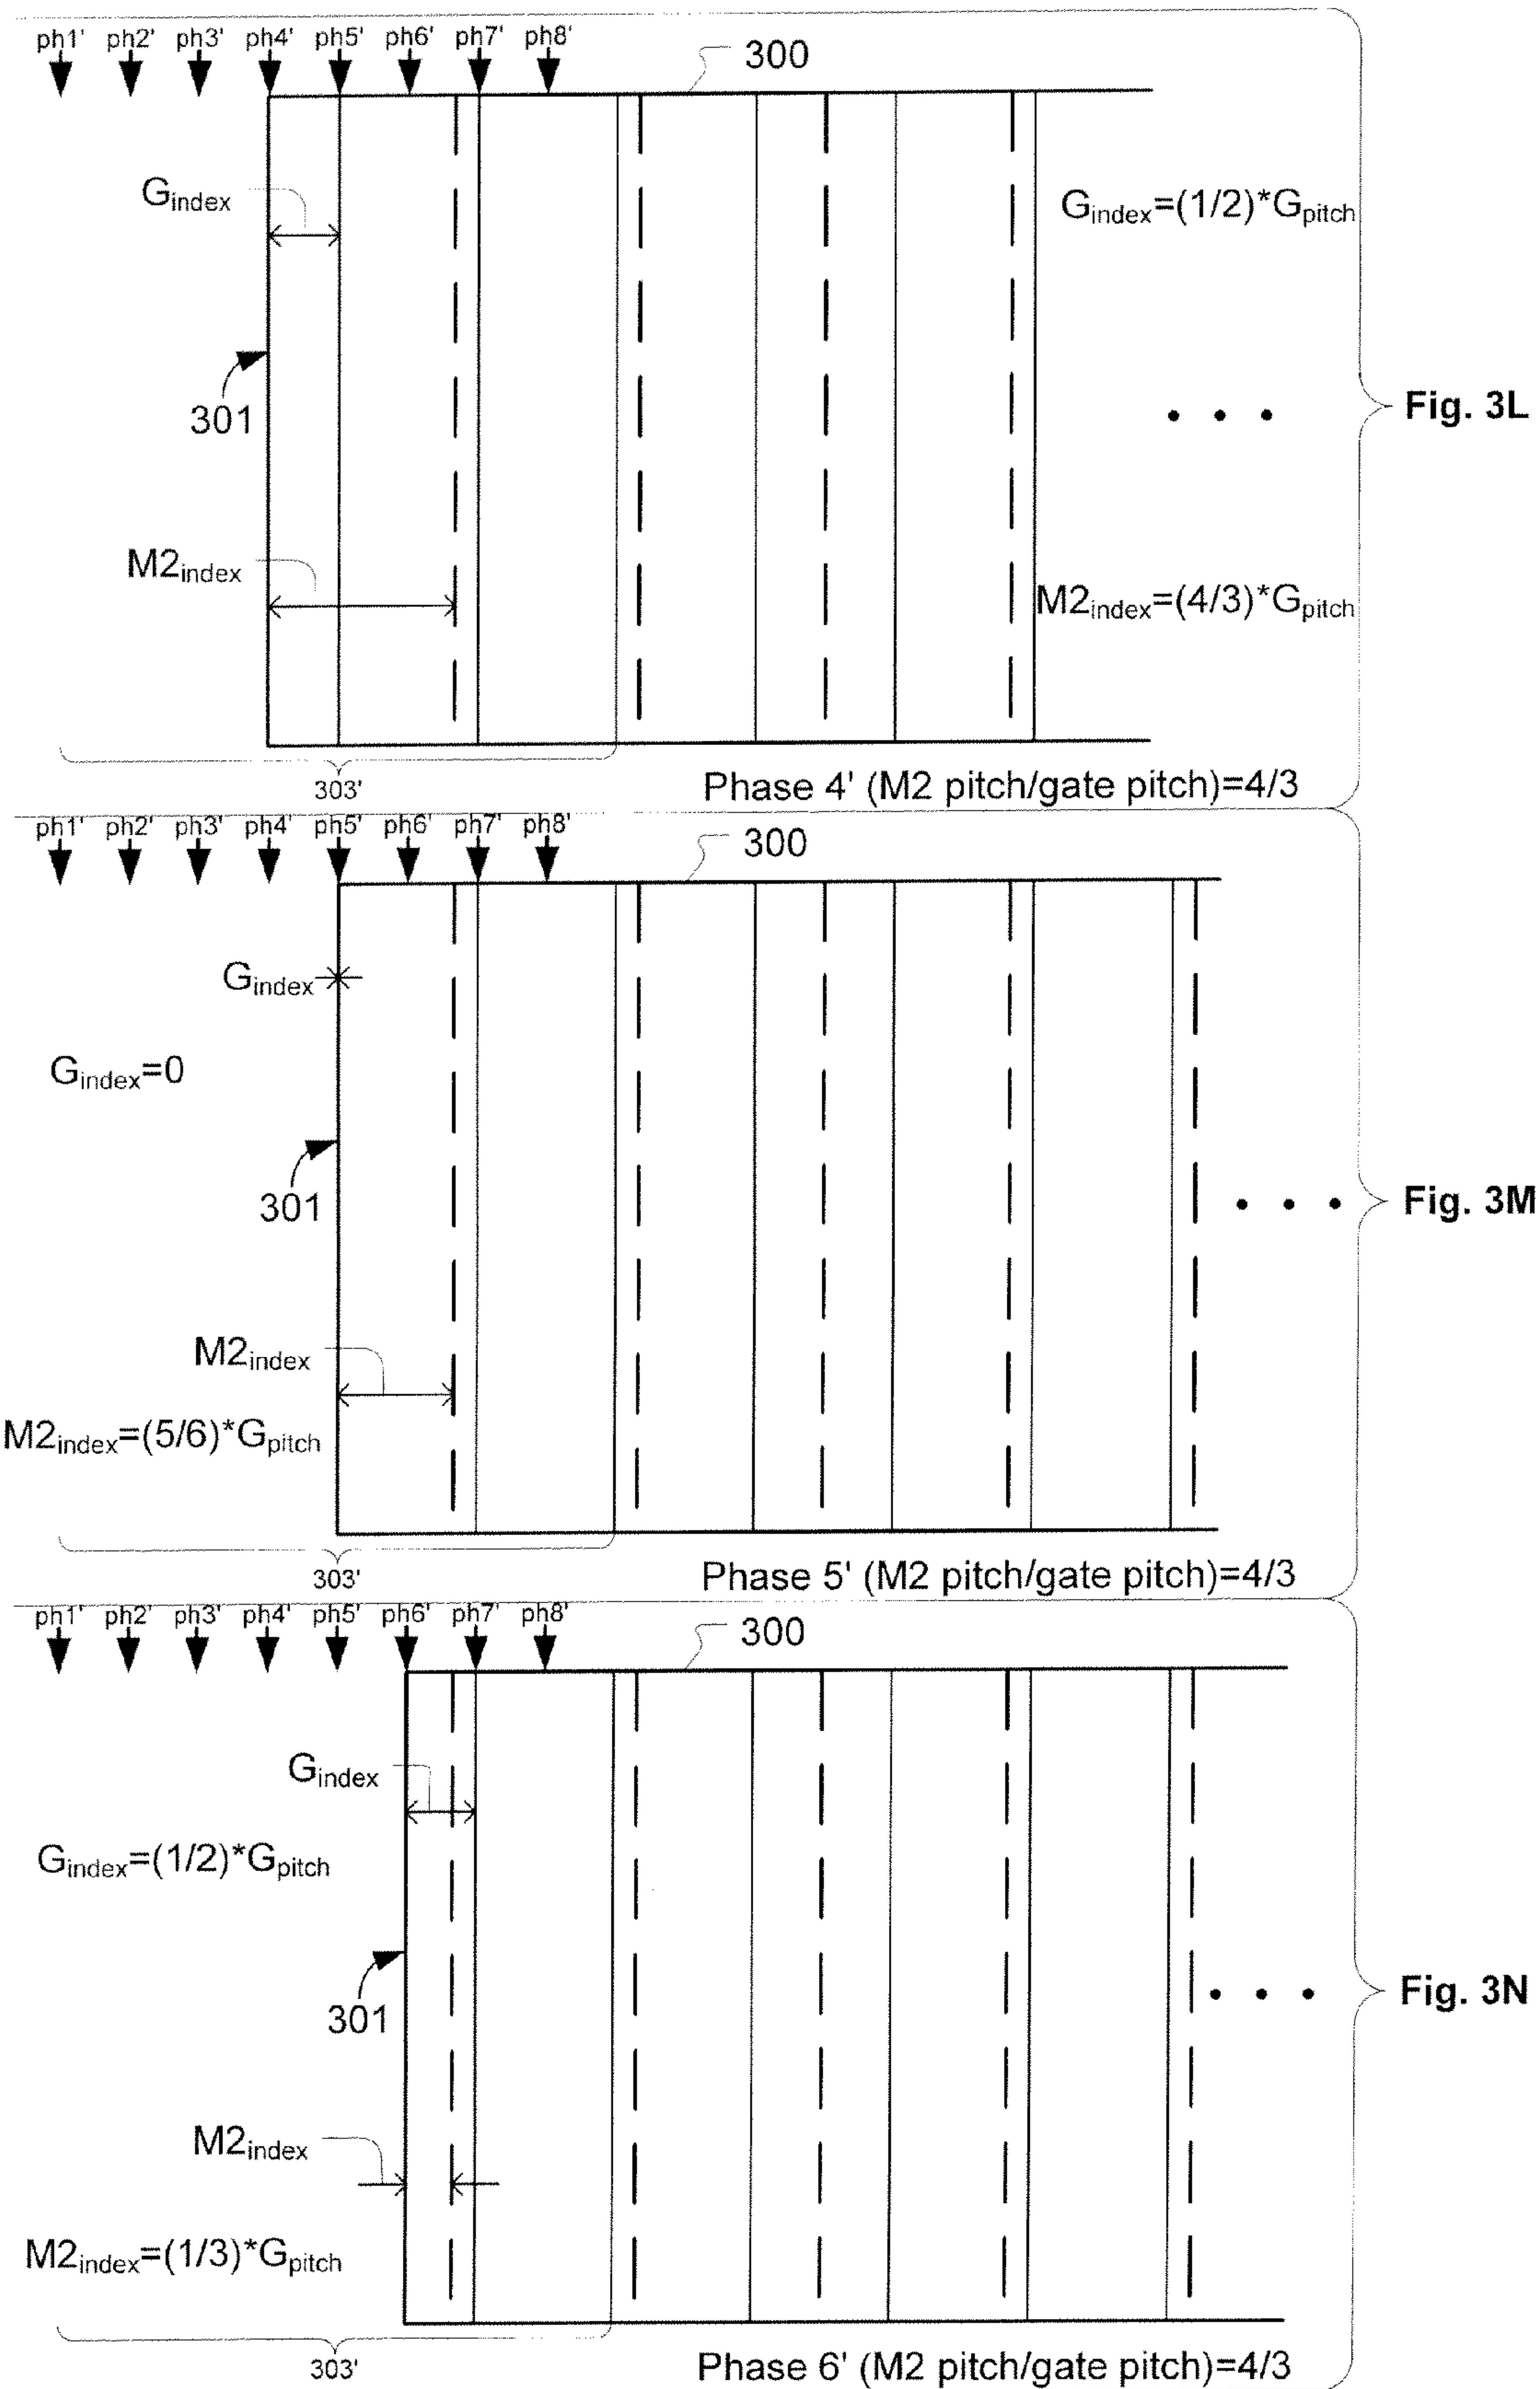 ph1' ph2' ph3' ph4' ph5' ph6' ph7' ph8'
300
Gindex
Gindex=(1/2)*Gpitch
301
Fig. 3L
M2index
M2index=(4/3)*Gpitch
303'
Phase 4' (M2 pitch/gate pitch)=4/3
ph1' ph2' ph3' ph4' ph5' ph6' ph7' ph8'
300
Gindex
Gindex=0
301
Fig. 3M
M2index
M2index=(5/6)*Gpitch
303'
Phase 5' (M2 pitch/gate pitch)=4/3
ph1' ph2' ph3' ph4' ph5' ph6' ph7' ph8'
300
Gindex
Gindex=(1/2)*Gpitch
301
Fig. 3N
M2index
M2index=(1/3)*Gpitch
303'
Phase 6' (M2 pitch/gate pitch)=4/3